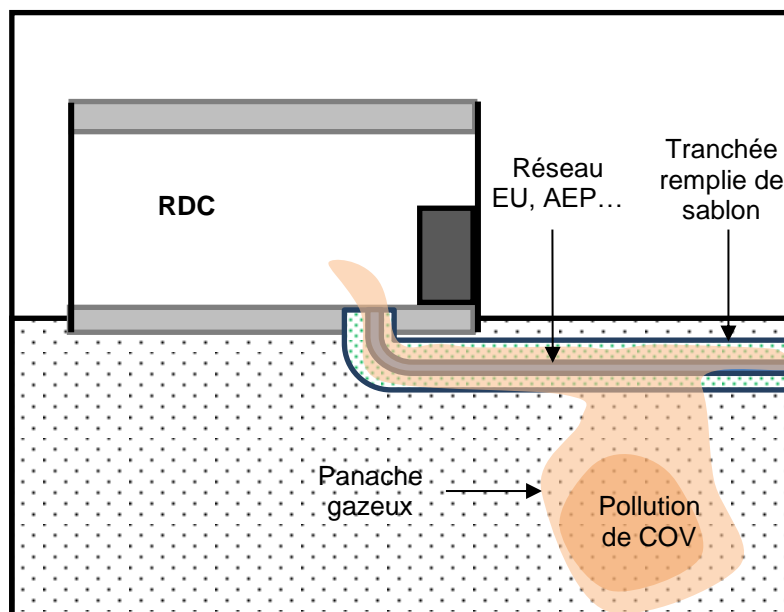 Tranchée
remplie de
sablon
Réseau
EU, AEP…
RDC
Panache
gazeux
Pollution
de COV